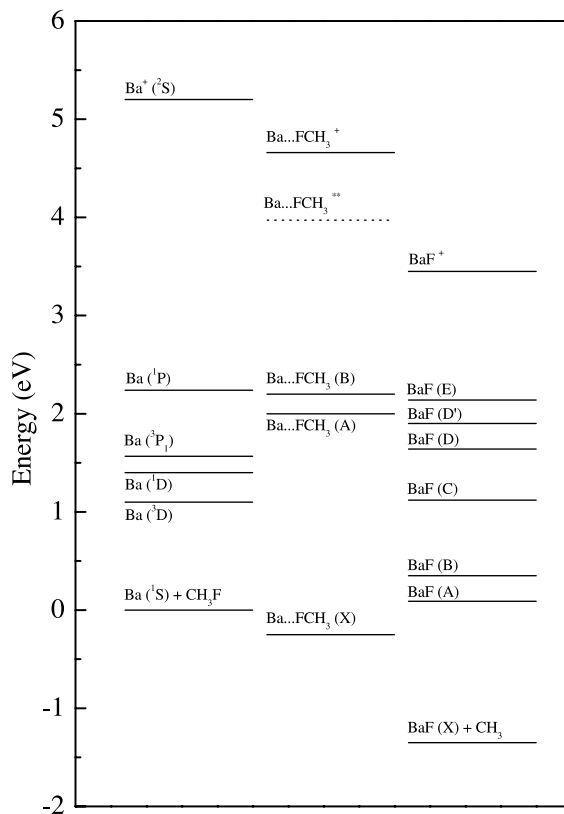 6
5
4
3
2
1
0
-1
-2
Energy (eV)
Ba⁺ (²S)
Ba (¹P)
Ba (³P₁)
Ba (¹D)
Ba (³D)
Ba (¹S) + CH₃F
Ba...FCH₃ ⁺
Ba...FCH₃ **
Ba...FCH₃ (B)
Ba...FCH₃ (A)
Ba...FCH₃ (X)
BaF ⁺
BaF (E)
BaF (D')
BaF (D)
BaF (C)
BaF (B)
BaF (A)
BaF (X) + CH₃